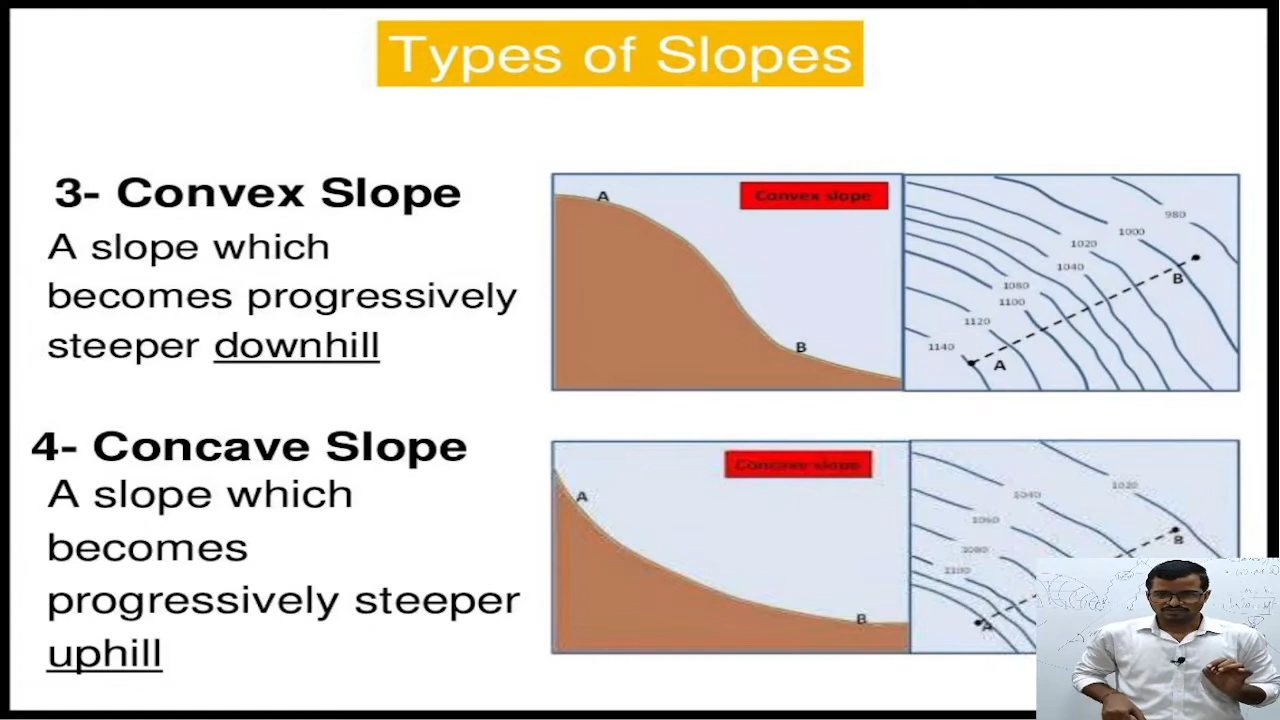 Types of Slopes
3- Convex Slope
A slope which
becomes progressively
steeper downhill
A
Convex slope
B
980
1000
1020
1040
1080
1100
1120
1140
A
B
4- Concave Slope
A slope which
becomes
progressively steeper
uphill
A
Concave slope
B
1020
1040
1060
1080
1100
A
B